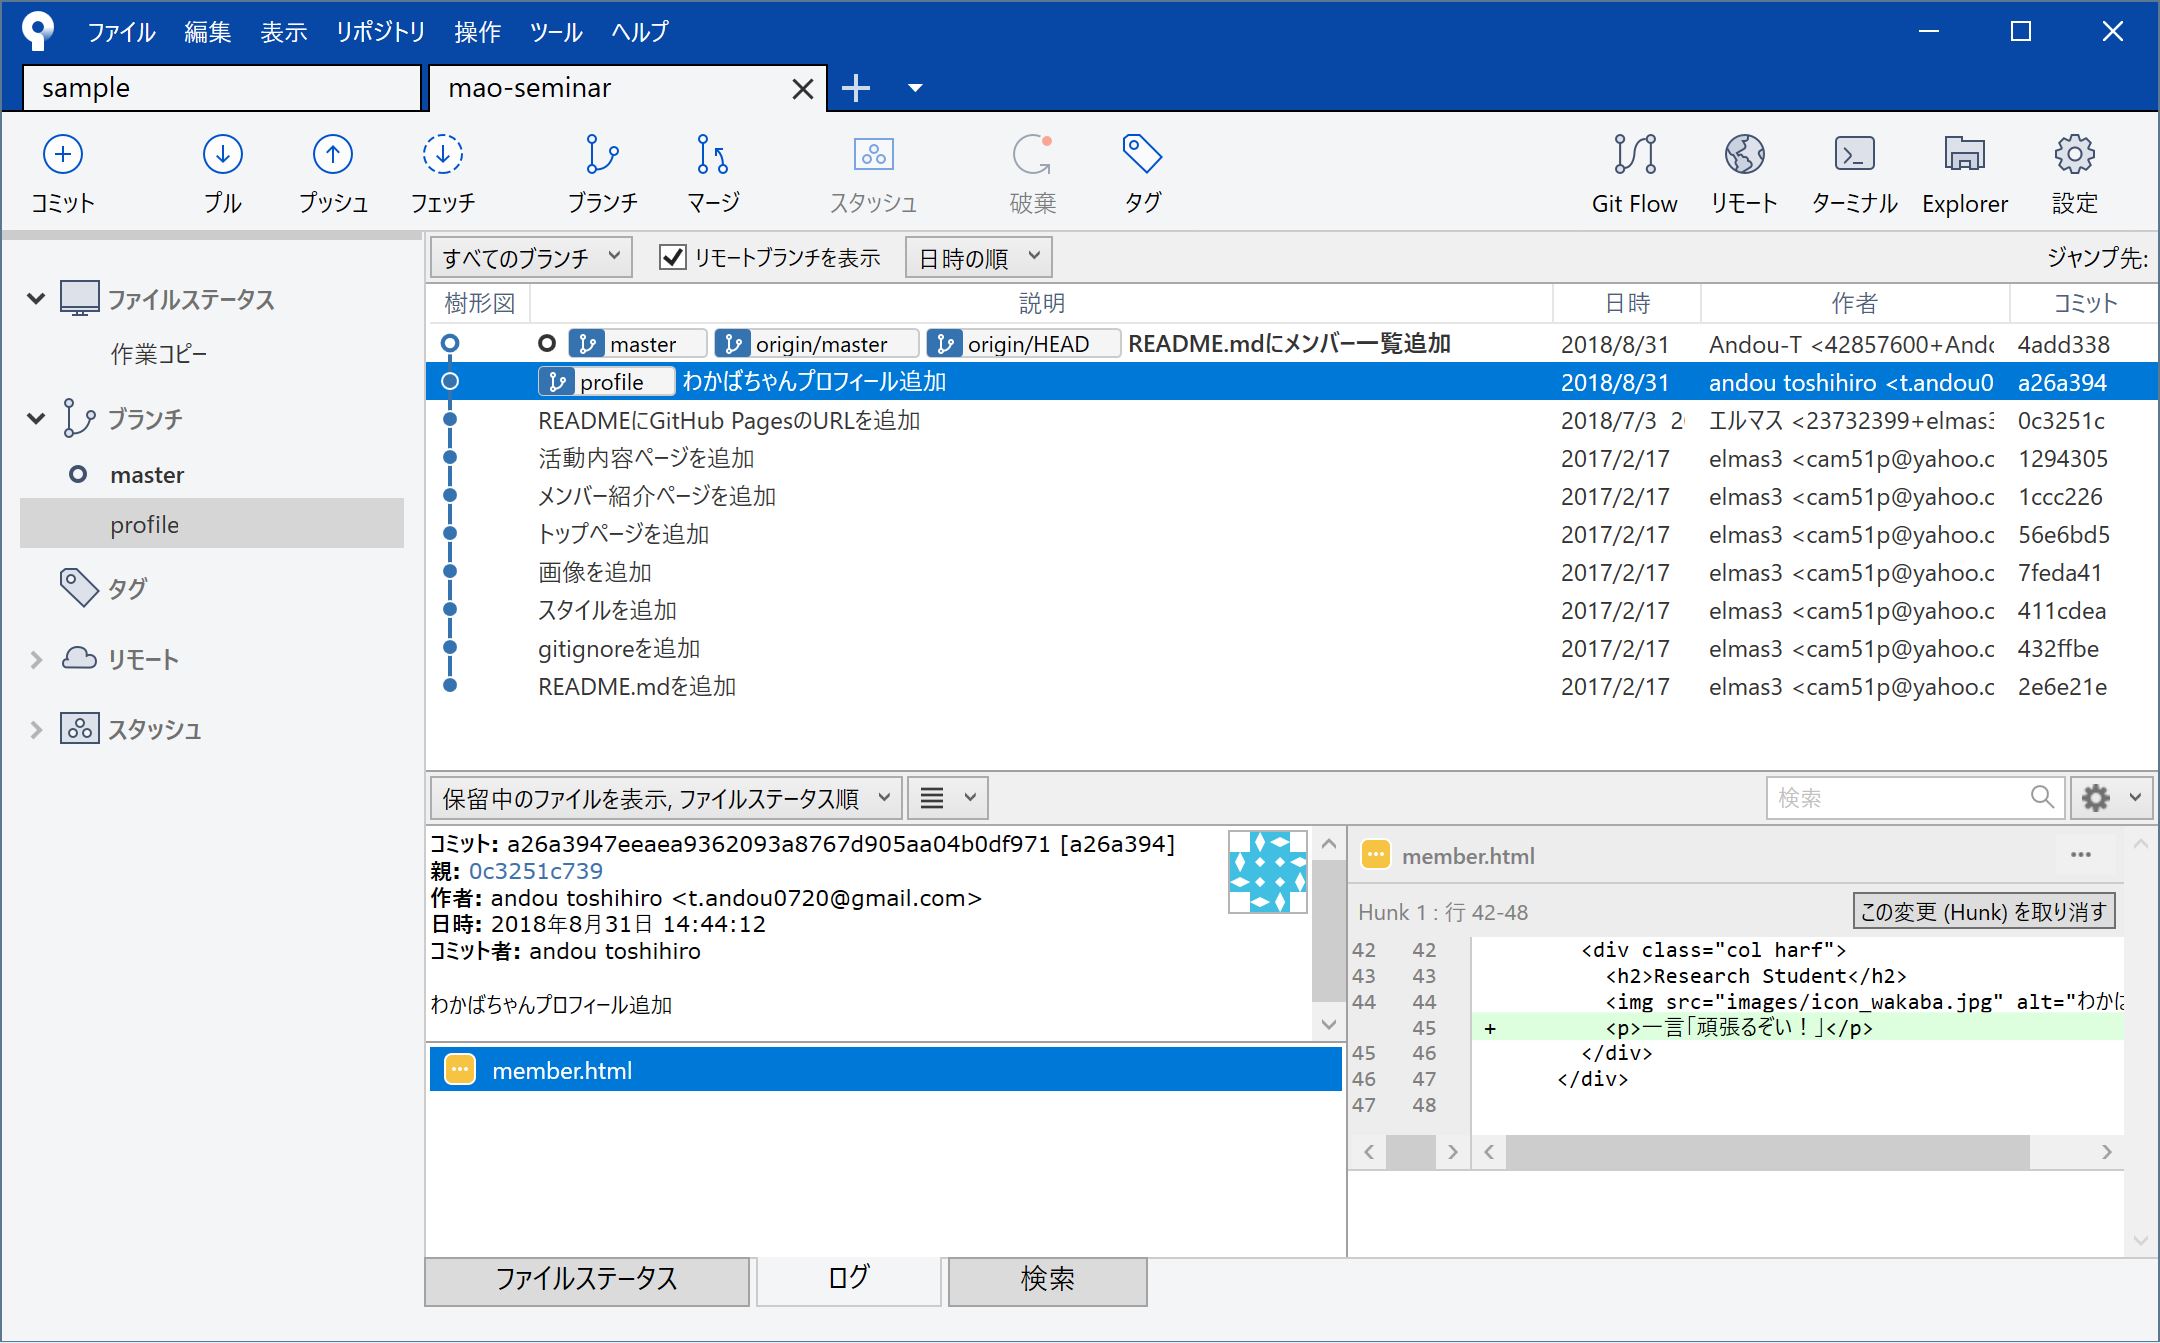 ファイル 編集 表示 リポジトリ 操作 ツール ヘルプ
sample
mao-seminar
コミット プル プッシュ フェッチ ブランチ マージ スタッシュ 破棄 タグ Git Flow リモート ターミナル Explorer 設定
ファイルステータス
作業コピー
ブランチ
master
profile
タグ
リモート
スタッシュ
すべてのブランチ リモートブランチを表示 日時の順 ジャンプ先:
樹形図 説明 日時 作者 コミット
master origin/master origin/HEAD README.mdにメンバー一覧追加 2018/8/31 Andou-T <42857600+Ando 4add338
profile わかばちゃんプロフィール追加 2018/8/31 andou toshihiro <t.andou0 a26a394
READMEにGitHub PagesのURLを追加 2018/7/3 2 エルマス <23732399+elmas3 0c3251c
活動内容ページを追加 2017/2/17 elmas3 <cam51p@yahoo.c 1294305
メンバー紹介ページを追加 2017/2/17 elmas3 <cam51p@yahoo.c 1ccc226
トップページを追加 2017/2/17 elmas3 <cam51p@yahoo.c 56e6bd5
画像を追加 2017/2/17 elmas3 <cam51p@yahoo.c 7feda41
スタイルを追加 2017/2/17 elmas3 <cam51p@yahoo.c 411cdea
gitignoreを追加 2017/2/17 elmas3 <cam51p@yahoo.c 432ffbe
README.mdを追加 2017/2/17 elmas3 <cam51p@yahoo.c 2e6e21e
保留中のファイルを表示, ファイルステータス順 検索
コミット: a26a3947eeaea9362093a8767d905aa04b0df971 [a26a394]
親: 0c3251c739
作者: andou toshihiro <t.andou0720@gmail.com>
日時: 2018年8月31日 14:44:12
コミット者: andou toshihiro
わかばちゃんプロフィール追加
member.html
member.html
Hunk 1 : 行 42-48 この変更 (Hunk) を取り消す
42 42 <div class="col harf">
43 43 <h2>Research Student</h2>
44 44 <img src="images/icon_wakaba.jpg" alt="わかば
45 + <p>一言「頑張るぞい！」</p>
45 46 </div>
46 47 </div>
47 48
ファイルステータス ログ 検索